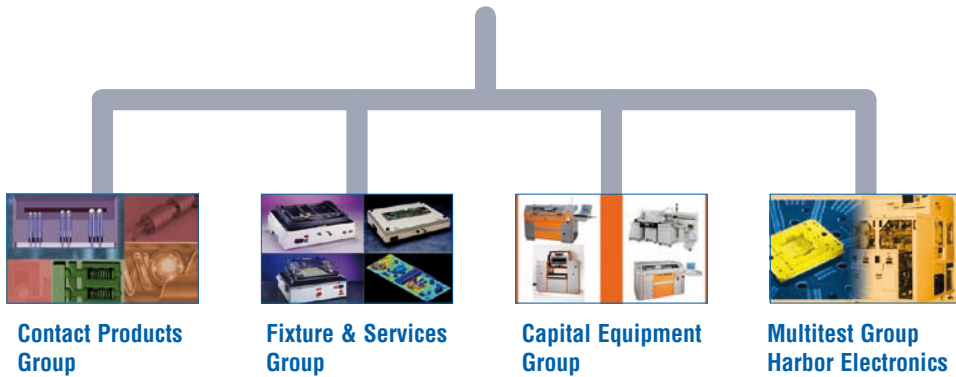 Contact Products
Group
Fixture & Services
Group
Capital Equipment
Group
Multitest Group
Harbor Electronics